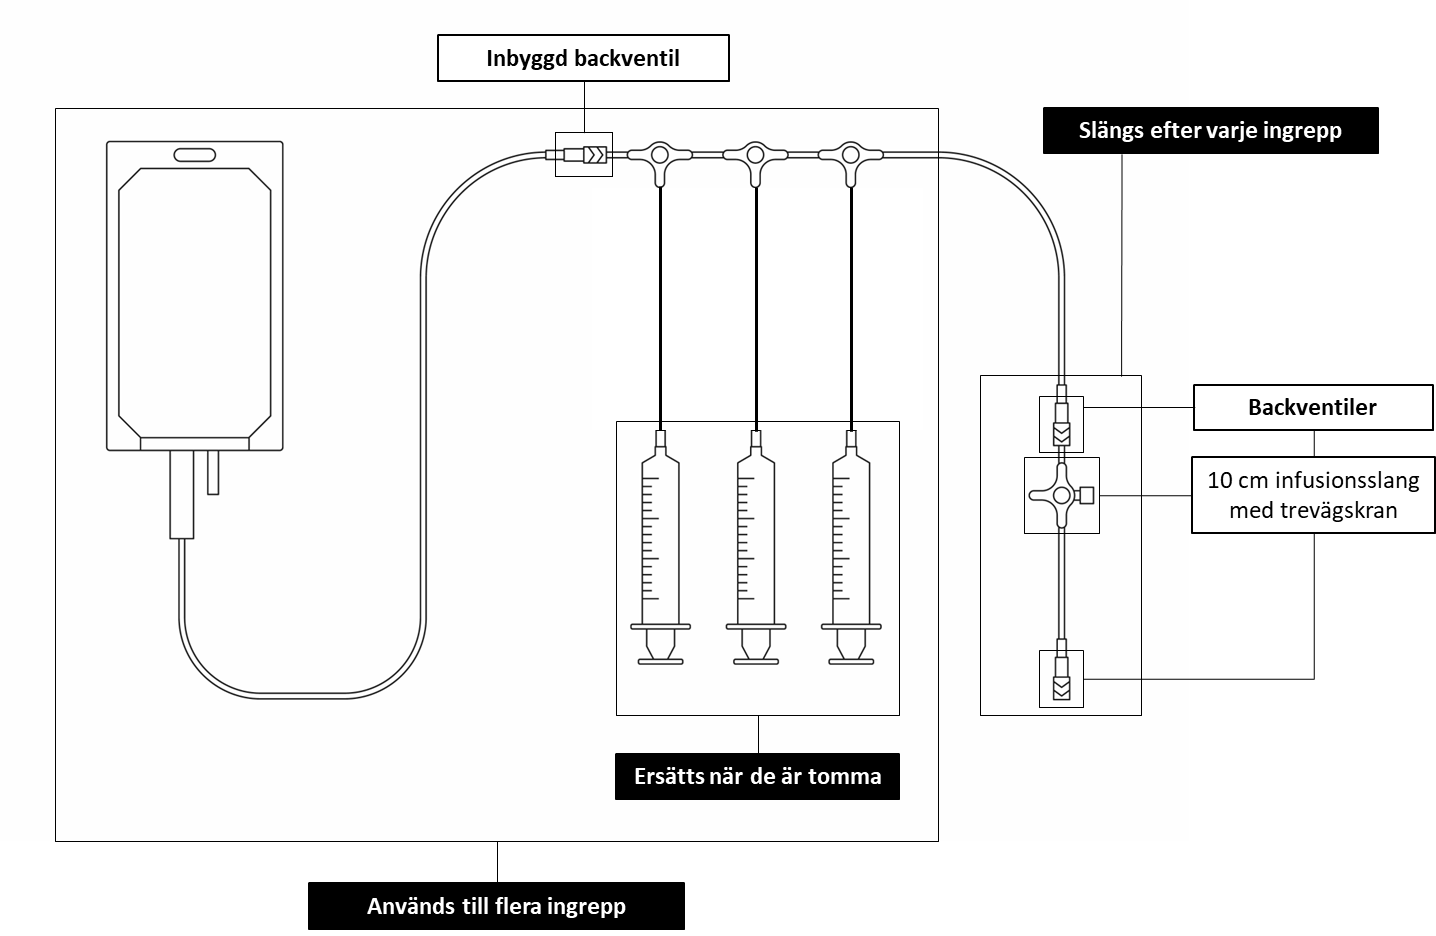 Inbyggd backventil
Slängs efter varje ingrepp
Backventiler
10 cm infusionsslang
med trevägskran
Ersätts när de är tomma
Används till flera ingrepp